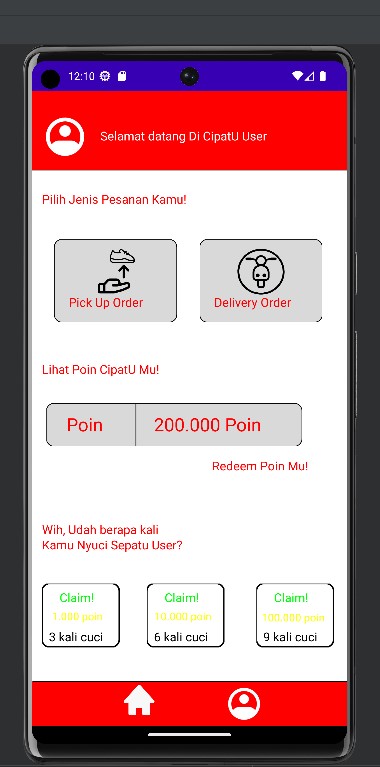 12:10
Selamat datang Di CipatU User
Pilih Jenis Pesanan Kamu!
Pick Up Order
Delivery Order
Lihat Poin CipatU Mu!
Poin
200.000 Poin
Redeem Poin Mu!
Wih, Udah berapa kali
Kamu Nyuci Sepatu User?
Claim!
1.000 poin
3 kali cuci
Claim!
10.000 poin
6 kali cuci
Claim!
100.000 poin
9 kali cuci